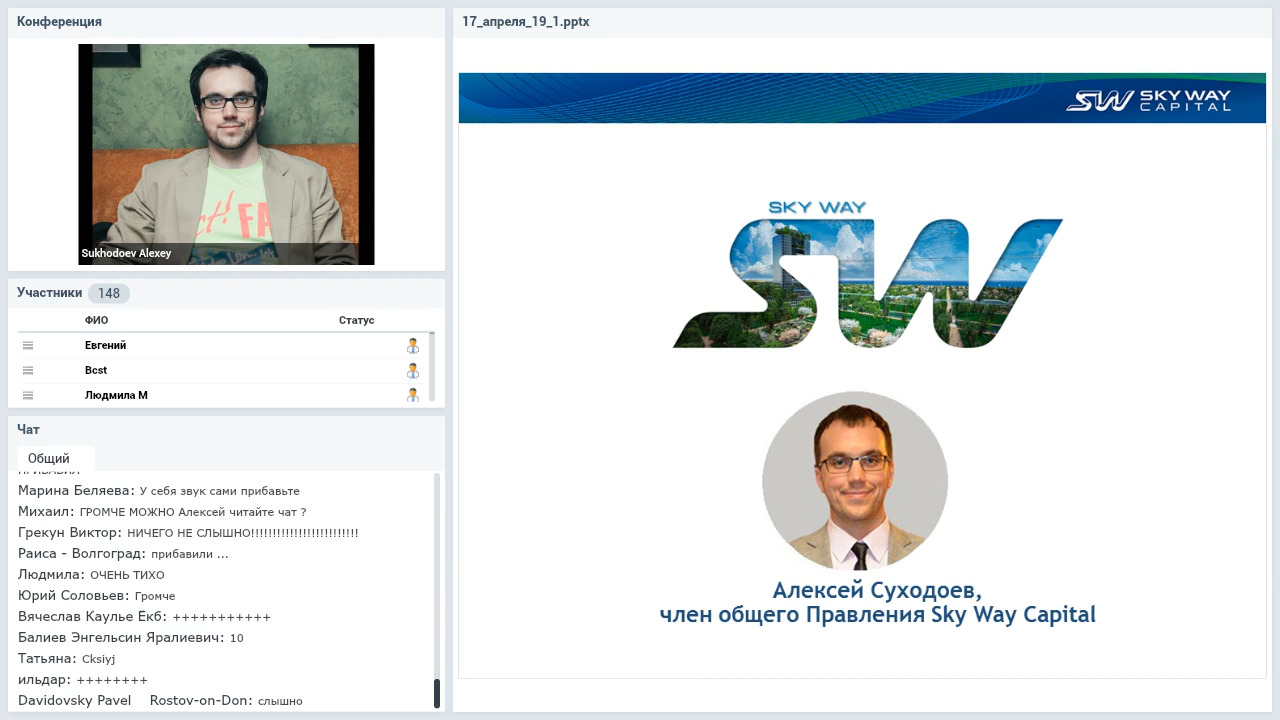 Конференция
Sukhodoev Alexey
Участники 148
ФИО Статус
Евгений
Bcst
Людмила М
Чат
Общий
Марина Беляева: У себя звук сами прибавьте
Михаил: ГРОМЧЕ МОЖНО Алексей читайте чат ?
Грекун Виктор: НИЧЕГО НЕ СЛЫШНО!!!!!!!!!!!!!!!!!!!!!!!!!
Раиса - Волгоград: прибавили ...
Людмила: ОЧЕНЬ ТИХО
Юрий Соловьев: Громче
Вячеслав Каулье Екб: +++++++++++
Балиев Энгельсин Яралиевич: 10
Татьяна: Cksiyj
ильдар: ++++++++
Davidovsky Pavel Rostov-on-Don: слышно
17_апреля_19_1.pptx
SW SKY WAY
CAPITAL
SKY WAY
SW
Алексей Суходоев,
член общего Правления Sky Way Capital